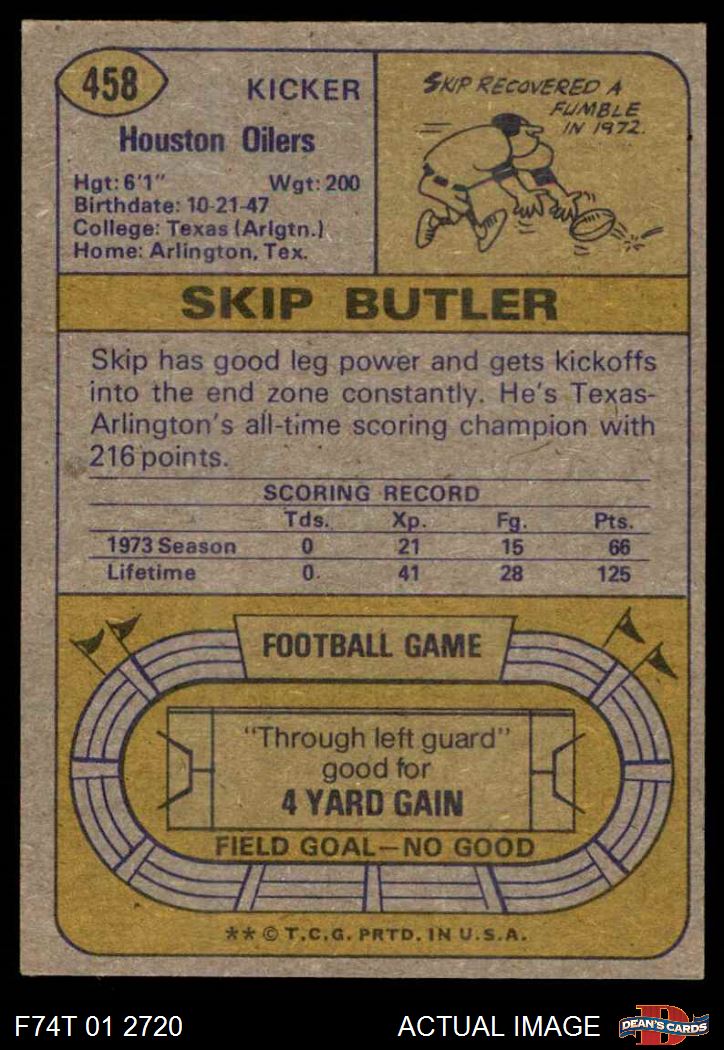 458
KICKER
Houston Oilers
Hgt: 6'1" Wgt: 200
Birthdate: 10-21-47
College: Texas (Arlgtn.)
Home: Arlington, Tex.
SKIP RECOVERED A
FUMBLE
IN 1972.
SKIP BUTLER
Skip has good leg power and gets kickoffs
into the end zone constantly. He's Texas-
Arlington's all-time scoring champion with
216 points.
SCORING RECORD
Tds. Xp. Fg. Pts.
1973 Season 0 21 15 66
Lifetime 0. 41 28 125
FOOTBALL GAME
"Through left guard"
good for
4 YARD GAIN
FIELD GOAL—NO GOOD
** © T.C.G. PRTD. IN U.S.A.
F74T 01 2720 ACTUAL IMAGE
D
DEAN'S CARDS